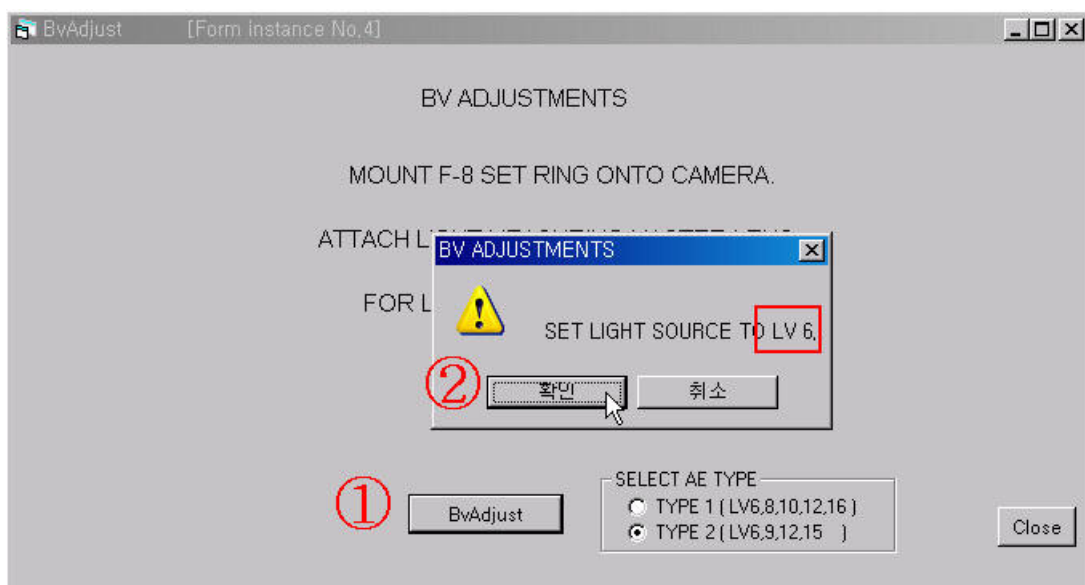 BvAdjust [Form instance No,4]
BV ADJUSTMENTS
MOUNT F-8 SET RING ONTO CAMERA.
ATTACH
BV ADJUSTMENTS
FOR
SET LIGHT SOURCE TO LV 6,
② 확인 취소
SELECT AE TYPE
① BvAdjust
TYPE 1 ( LV6,8,10,12,16 )
TYPE 2 ( LV6,9,12,15 )
Close